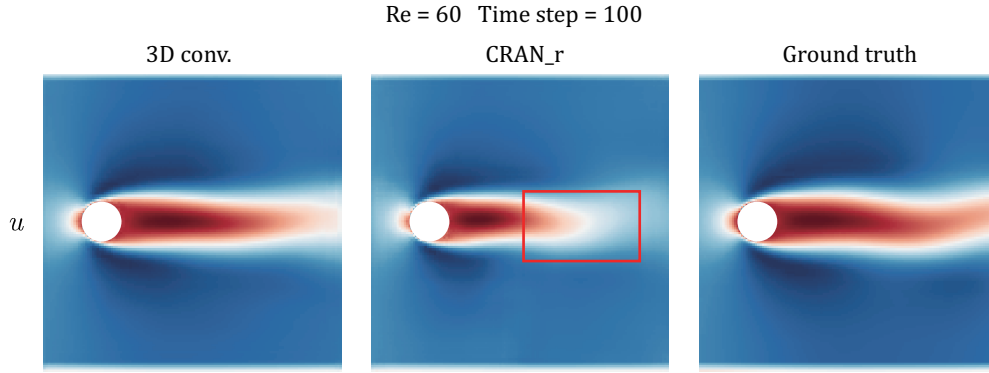 Re = 60 Time step = 100
3D conv. CRAN_r Ground truth
u